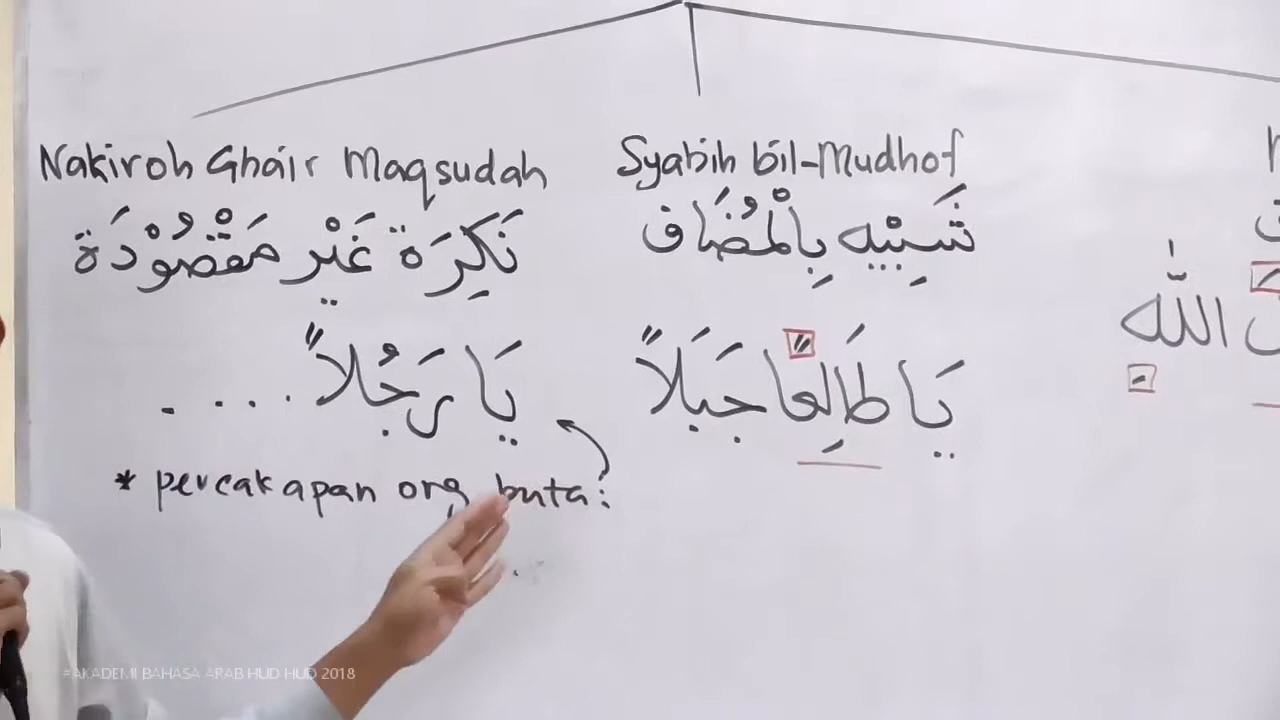 Nakiroh Ghair Maqsudah
نَكِرَة غَيْر مَقْصُوْدَة
يَا رَجُلاً ....
* percakapan org buta :
Syabih bil-Mudhof
شَبِيْه بِالْمُضَاف
يَا طَالِعًا جَبَلاً
الله
#AKADEMI BAHASA ARAB HUD HUD 2018